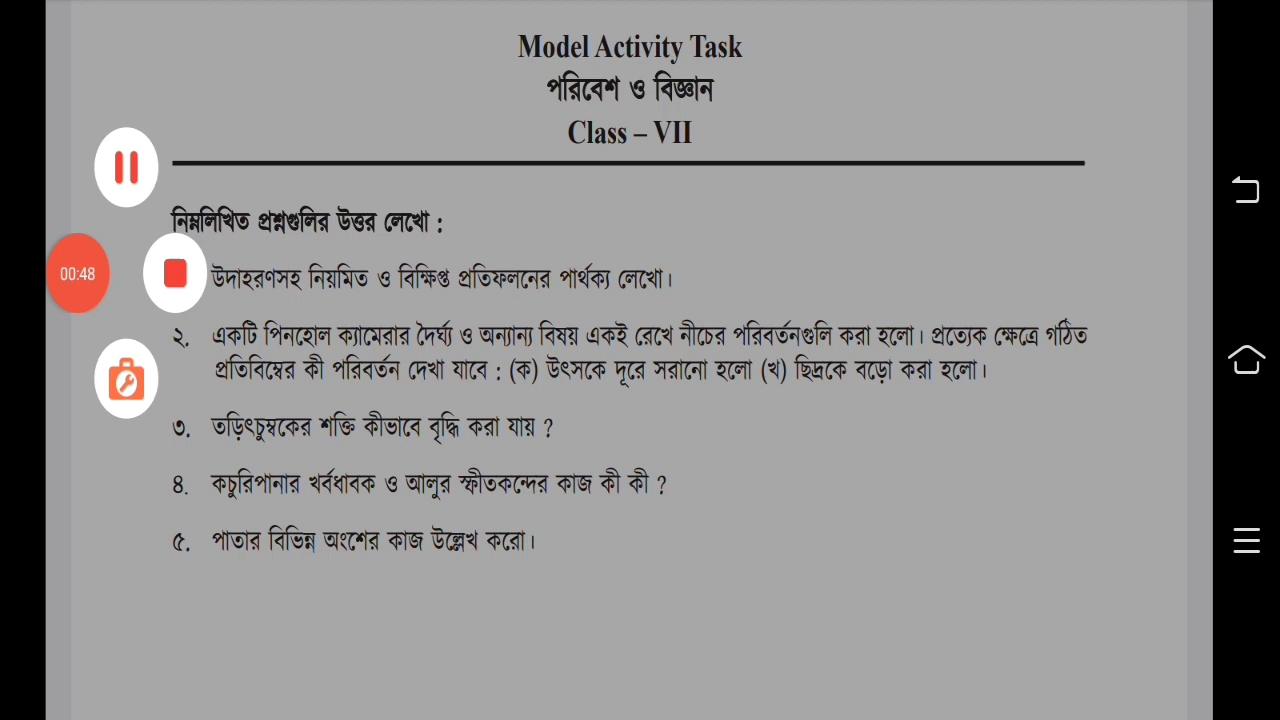 Model Activity Task
পরিবেশ ও বিজ্ঞান
Class – VII
নিম্নলিখিত প্রশ্নগুলির উত্তর লেখো :
উদাহরণসহ নিয়মিত ও বিক্ষিপ্ত প্রতিফলনের পার্থক্য লেখো।
00:48
২. একটি পিনহোল ক্যামেরার দৈর্ঘ্য ও অন্যান্য বিষয় একই রেখে নীচের পরিবর্তনগুলি করা হলো। প্রত্যেক ক্ষেত্রে গঠিত
প্রতিবিম্বের কী পরিবর্তন দেখা যাবে : (ক) উৎসকে দূরে সরানো হলো (খ) ছিদ্রকে বড়ো করা হলো।
৩. তড়িৎচুম্বকের শক্তি কীভাবে বৃদ্ধি করা যায় ?
৪. কচুরিপানার খর্বধাবক ও আলুর স্ফীতকন্দের কাজ কী কী ?
৫. পাতার বিভিন্ন অংশের কাজ উল্লেখ করো।